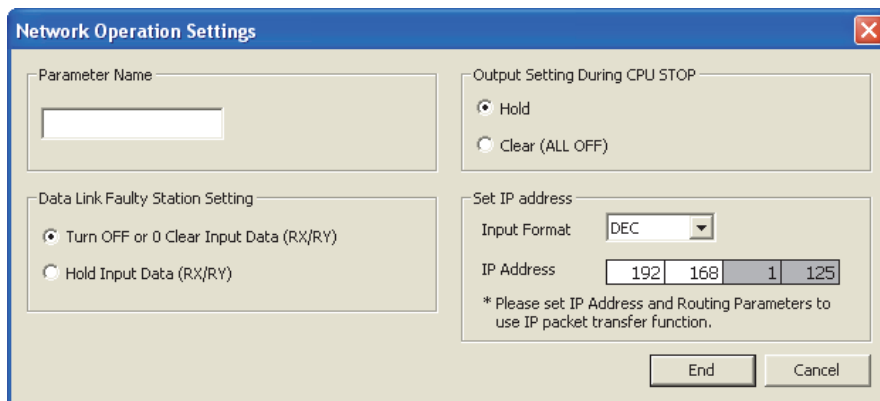 Network Operation Settings
Parameter Name
Data Link Faulty Station Setting
Turn OFF or 0 Clear Input Data (RX/RY)
Hold Input Data (RX/RY)
Output Setting During CPU STOP
Hold
Clear (ALL OFF)
Set IP address
Input Format DEC
IP Address 192 168 1 125
* Please set IP Address and Routing Parameters to
use IP packet transfer function.
End Cancel